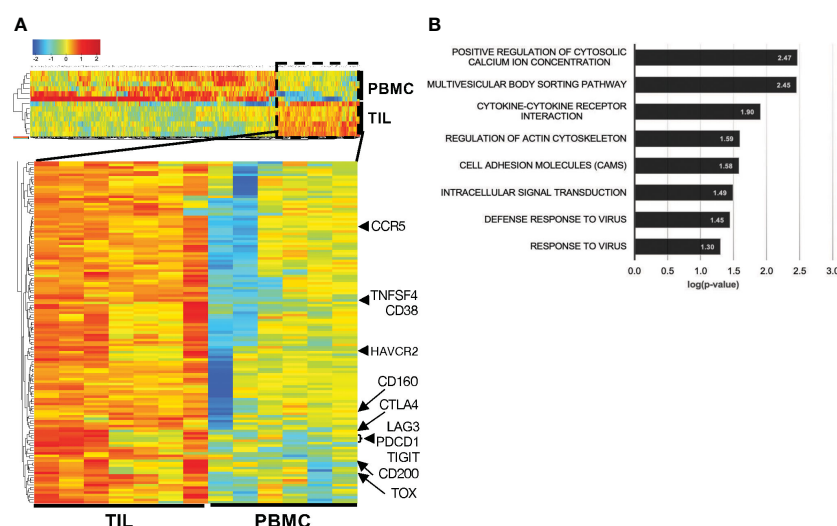 A
-2 -1 0 1 2
PBMC
TIL
CCR5
TNFSF4
CD38
HAVCR2
CD160
CTLA4
LAG3
PDCD1
TIGIT
CD200
TOX
TIL PBMC
B
POSITIVE REGULATION OF CYTOSOLIC
CALCIUM ION CONCENTRATION
2.47
MULTIVESICULAR BODY SORTING PATHWAY
2.45
CYTOKINE-CYTOKINE RECEPTOR
INTERACTION
1.90
REGULATION OF ACTIN CYTOSKELETON
1.59
CELL ADHESION MOLECULES (CAMS)
1.58
INTRACELLULAR SIGNAL TRANSDUCTION
1.49
DEFENSE RESPONSE TO VIRUS
1.45
RESPONSE TO VIRUS
1.30
0.0 0.5 1.0 1.5 2.0 2.5 3.0
log(p-value)